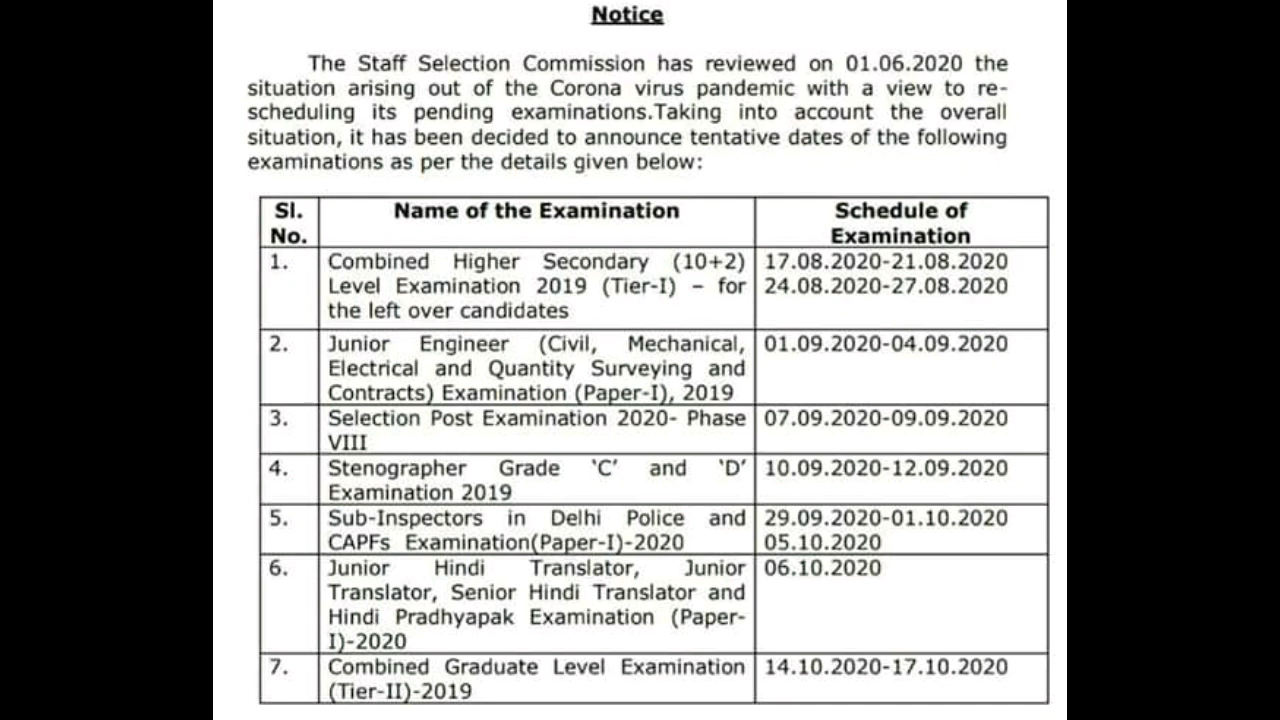 Notice
The Staff Selection Commission has reviewed on 01.06.2020 the
situation arising out of the Corona virus pandemic with a view to re-
scheduling its pending examinations.Taking into account the overall
situation, it has been decided to announce tentative dates of the following
examinations as per the details given below:
Sl. No.
Name of the Examination
Schedule of Examination
1.
Combined Higher Secondary (10+2)
Level Examination 2019 (Tier-I) – for
the left over candidates
17.08.2020-21.08.2020
24.08.2020-27.08.2020
2.
Junior Engineer (Civil, Mechanical,
Electrical and Quantity Surveying and
Contracts) Examination (Paper-I), 2019
01.09.2020-04.09.2020
3.
Selection Post Examination 2020- Phase
VIII
07.09.2020-09.09.2020
4.
Stenographer Grade ‘C’ and ‘D’
Examination 2019
10.09.2020-12.09.2020
5.
Sub-Inspectors in Delhi Police and
CAPFs Examination(Paper-I)-2020
29.09.2020-01.10.2020
05.10.2020
6.
Junior Hindi Translator, Junior
Translator, Senior Hindi Translator and
Hindi Pradhyapak Examination (Paper-
I)-2020
06.10.2020
7.
Combined Graduate Level Examination
(Tier-II)-2019
14.10.2020-17.10.2020